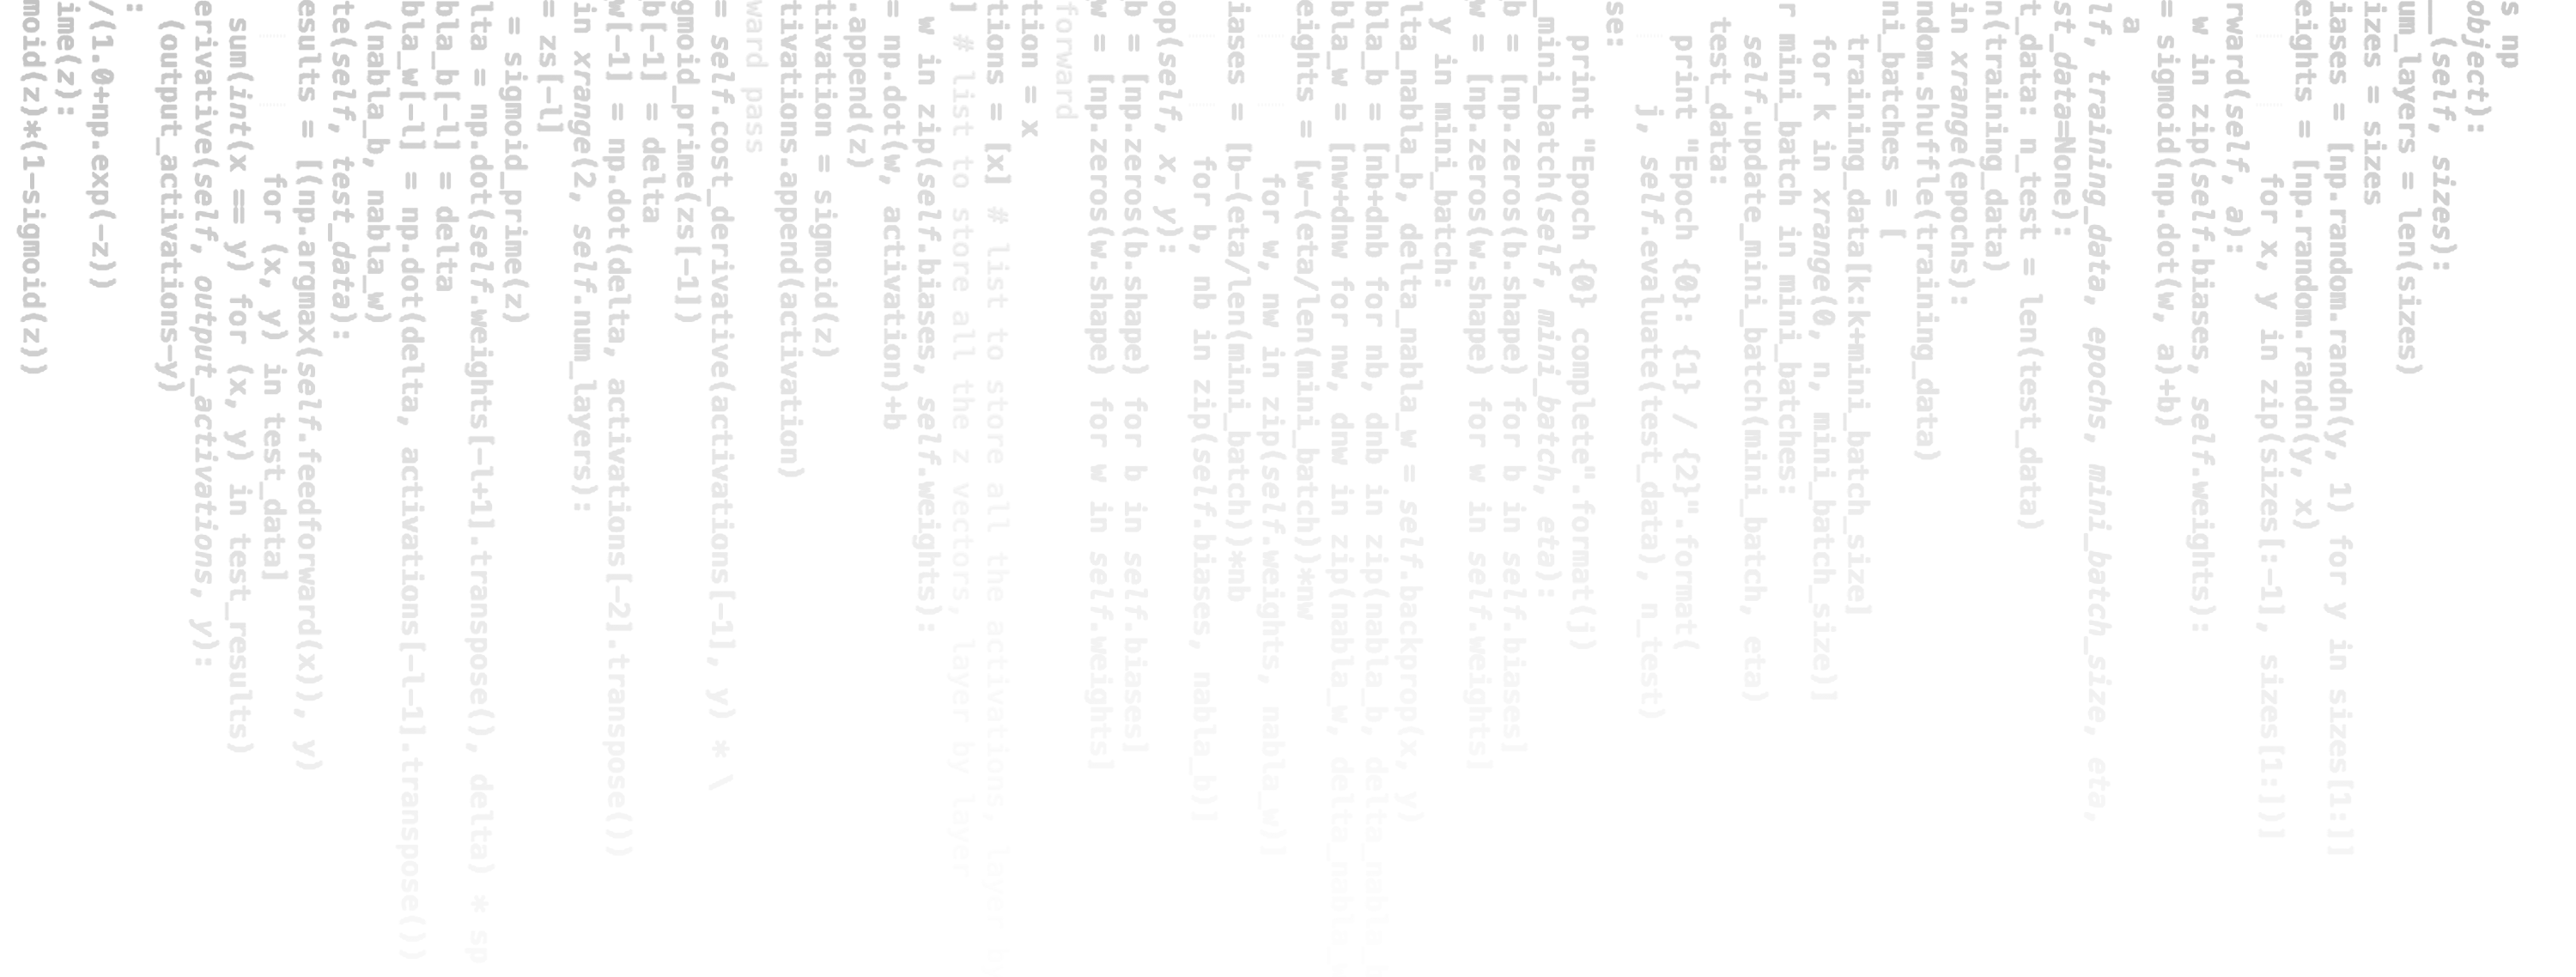 s np
object):
__(self, sizes):
um_layers = len(sizes)
izes = sizes
iases = [np.random.randn(y, 1) for y in sizes[1:]]
eights = [np.random.randn(y, x)
for x, y in zip(sizes[:-1], sizes[1:])]
rward(self, a):
w in zip(self.biases, self.weights):
= sigmoid(np.dot(w, a)+b)
a
lf, training_data, epochs, mini_batch_size, eta,
st_data=None):
t_data: n_test = len(test_data)
n(training_data)
in xrange(epochs):
ndom.shuffle(training_data)
ni_batches = [
training_data[k:k+mini_batch_size]
for k in xrange(0, n, mini_batch_size)]
r mini_batch in mini_batches:
self.update_mini_batch(mini_batch, eta)
test_data:
print "Epoch {0}: {1} / {2}".format(
j, self.evaluate(test_data), n_test)
se:
print "Epoch {0} complete".format(j)
_mini_batch(self, mini_batch, eta):
b = [np.zeros(b.shape) for b in self.biases]
w = [np.zeros(w.shape) for w in self.weights]
y in mini_batch:
lta_nabla_b, delta_nabla_w = self.backprop(x, y)
bla_b = [nb+dnb for nb, dnb in zip(nabla_b, delta_nabla_
bla_w = [nw+dnw for nw, dnw in zip(nabla_w, delta_nabla_
eights = [w-(eta/len(mini_batch))*nw
for w, nw in zip(self.weights, nabla_w)]
iases = [b-(eta/len(mini_batch))*nb
for b, nb in zip(self.biases, nabla_b)]
op(self, x, y):
b = [np.zeros(b.shape) for b in self.biases]
w = [np.zeros(w.shape) for w in self.weights]
forward
tion = x
tions = [x] # list to store all the activations, layer b
] # list to store all the z vectors, layer by layer
w in zip(self.biases, self.weights):
= np.dot(w, activation)+b
.append(z)
tivation = sigmoid(z)
tivations.append(activation)
ward pass
= self.cost_derivative(activations[-1], y) * \
gmoid_prime(zs[-1])
b[-1] = delta
w[-1] = np.dot(delta, activations[-2].transpose())
in xrange(2, self.num_layers):
= zs[-l]
= sigmoid_prime(z)
lta = np.dot(self.weights[-l+1].transpose(), delta) * sp
bla_b[-l] = delta
bla_w[-l] = np.dot(delta, activations[-l-1].transpose())
(nabla_b, nabla_w)
te(self, test_data):
esults = [(np.argmax(self.feedforward(x)), y)
for (x, y) in test_data]
sum(int(x == y) for (x, y) in test_results)
erivative(self, output_activations, y):
(output_activations-y)
:
/(1.0+np.exp(-z))
ime(z):
moid(z)*(1-sigmoid(z))